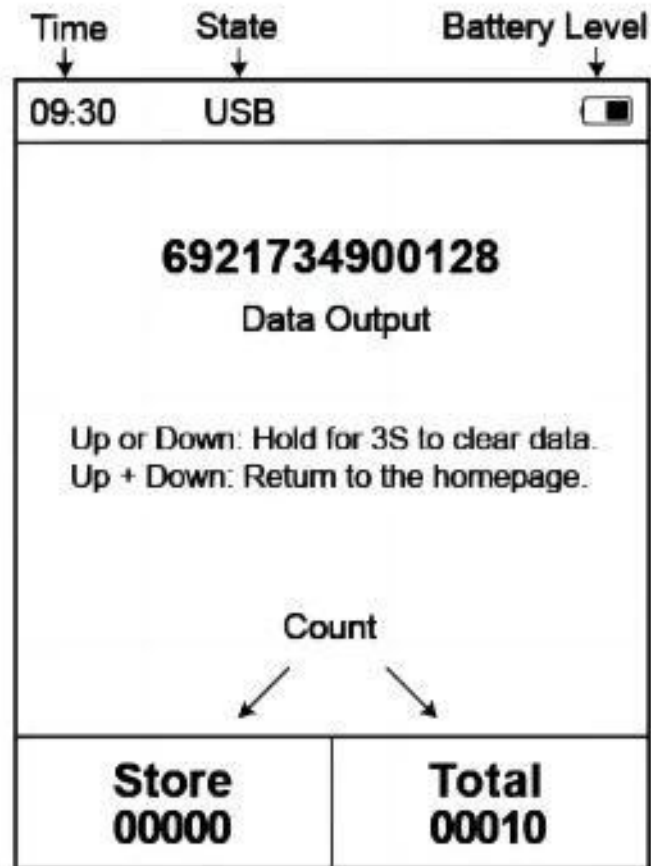 Time State Battery Level
09:30 USB
6921734900128
Data Output
Up or Down: Hold for 3S to clear data.
Up + Down: Return to the homepage.
Count
Store Total
00000 00010